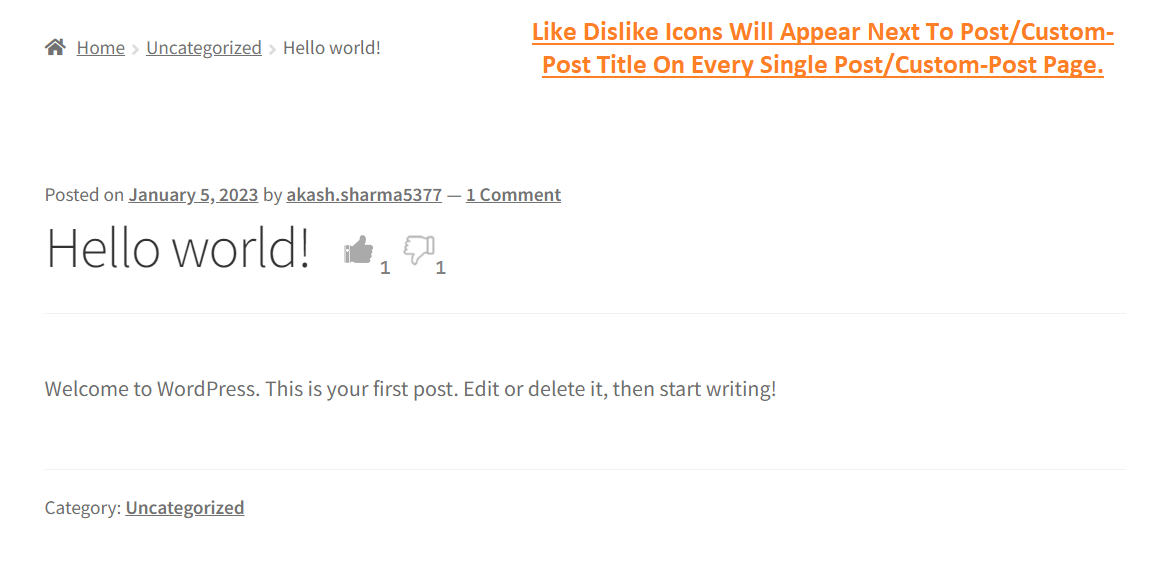 Home > Uncategorized > Hello world!
Like Dislike Icons Will Appear Next To Post/Custom-
Post Title On Every Single Post/Custom-Post Page.
Posted on January 5, 2023 by akash.sharma5377 — 1 Comment
Hello world! 1 1
Welcome to WordPress. This is your first post. Edit or delete it, then start writing!
Category: Uncategorized